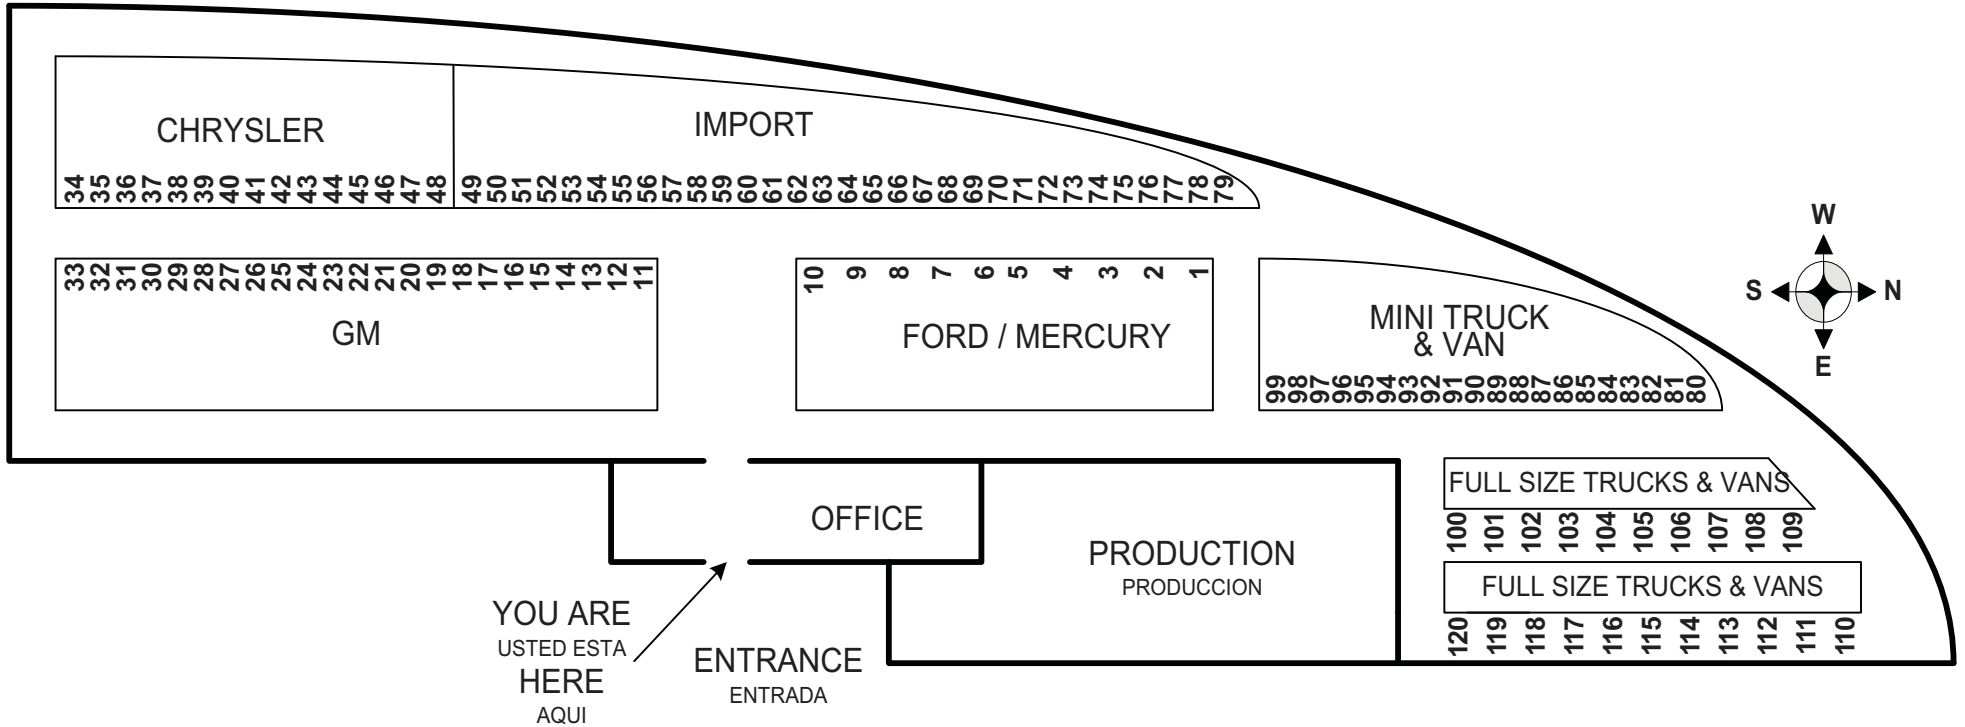 CHRYSLER
IMPORT
34 35 36 37 38 39 40 41 42 43 44 45 46 47 48
49 50 51 52 53 54 55 56 57 58 59 60 61 62 63 64 65 66 67 68 69 70 71 72 73 74 75 76 77 78 79
33 32 31 30 29 28 27 26 25 24 23 22 21 20 19 18 17 16 15 14 13 12 11
GM
10 9 8 7 6 5 4 3 2 1
FORD / MERCURY
MINI TRUCK
& VAN
99 98 97 96 95 94 93 92 91 90 89 88 87 86 85 84 83 82 81 80
W
S
N
E
FULL SIZE TRUCKS & VANS
100 101 102 103 104 105 106 107 108 109
FULL SIZE TRUCKS & VANS
120 119 118 117 116 115 114 113 112 111 110
OFFICE
PRODUCTION
PRODUCCION
YOU ARE
USTED ESTA
HERE
AQUI
ENTRANCE
ENTRADA